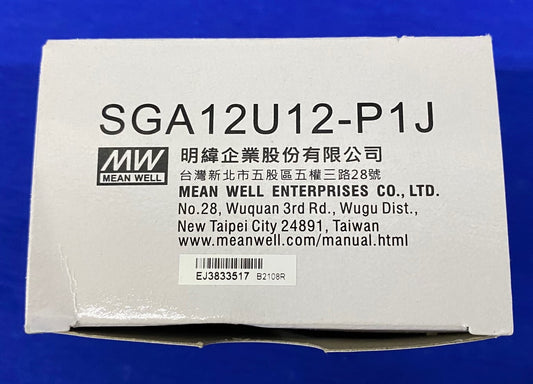 SGA12U12-P1J
MW
MEAN WELL
明緯企業股份有限公司
台灣新北市五股區五權三路28號
MEAN WELL ENTERPRISES CO., LTD.
No.28, Wuquan 3rd Rd., Wugu Dist.,
New Taipei City 24891, Taiwan
www.meanwell.com/manual.html
EJ3833517 B2108R